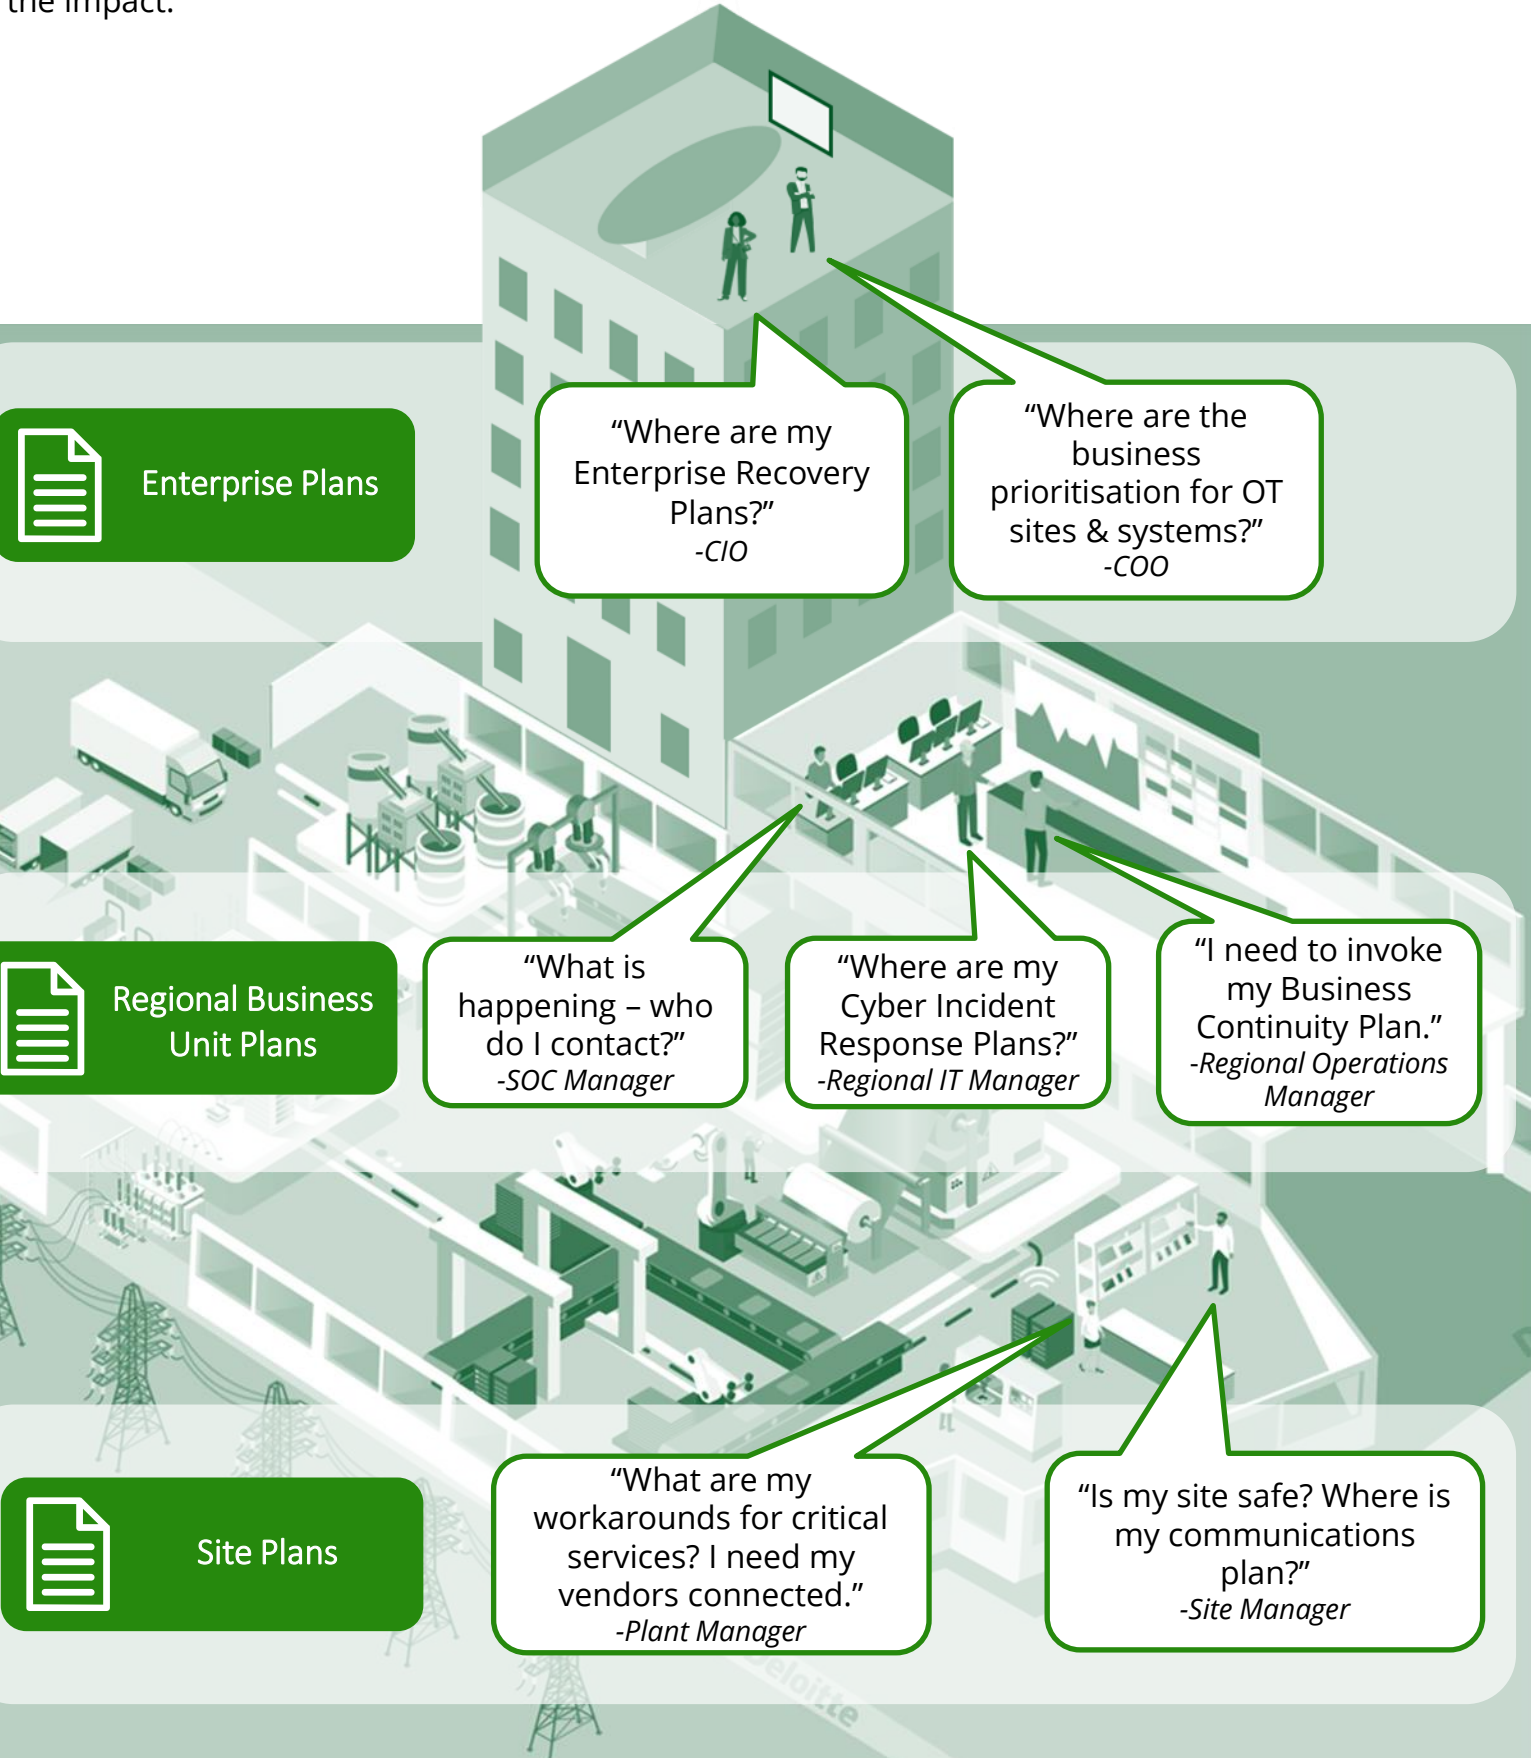 the impact.
Enterprise Plans
“Where are my
Enterprise Recovery
Plans?”
-CIO
“Where are the
business
prioritisation for OT
sites & systems?”
-COO
Regional Business
Unit Plans
“What is
happening – who
do I contact?”
-SOC Manager
“Where are my
Cyber Incident
Response Plans?”
-Regional IT Manager
“I need to invoke
my Business
Continuity Plan.”
-Regional Operations
Manager
Site Plans
“What are my
workarounds for critical
services? I need my
vendors connected.”
-Plant Manager
“Is my site safe? Where is
my communications
plan?”
-Site Manager
Deloitte